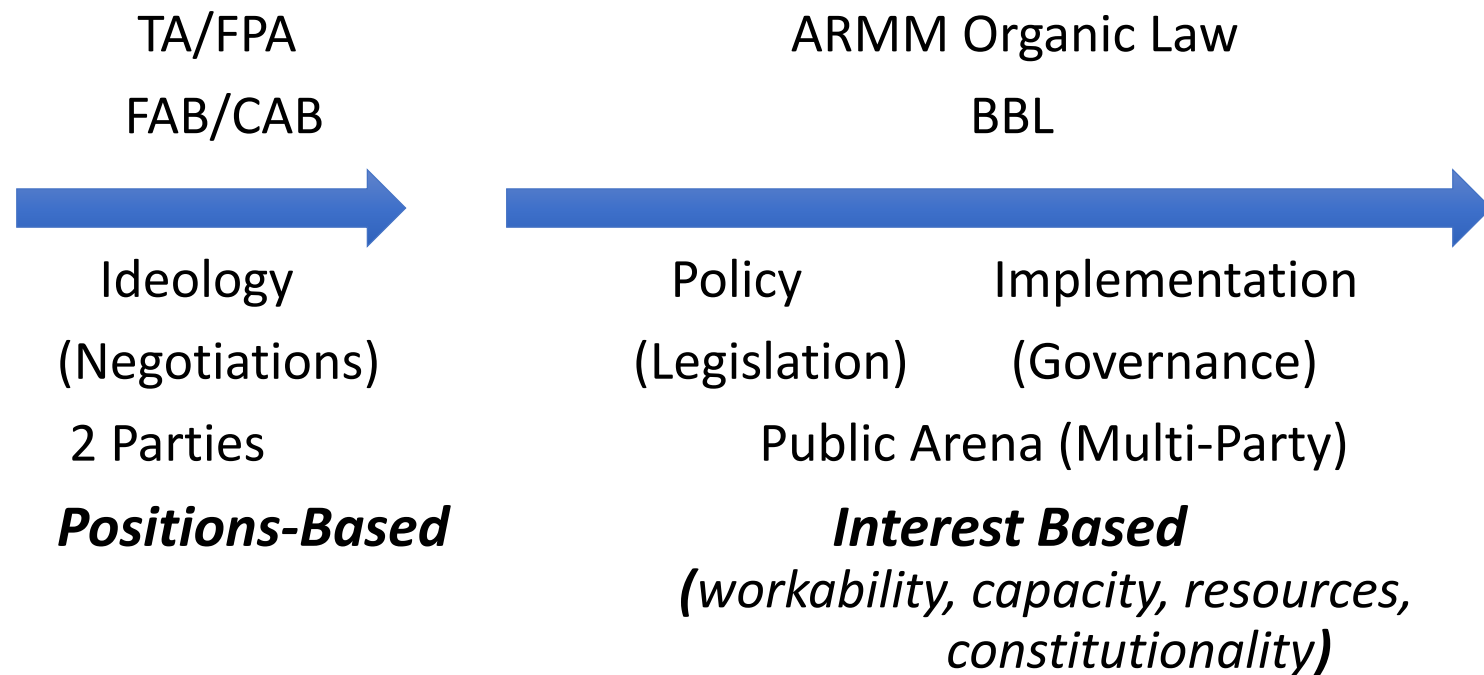 TA/FPA
FAB/CAB
Ideology
(Negotiations)
2 Parties
Positions-Based
ARMM Organic Law
BBL
Policy Implementation
(Legislation) (Governance)
Public Arena (Multi-Party)
Interest Based
(workability, capacity, resources,
constitutionality)